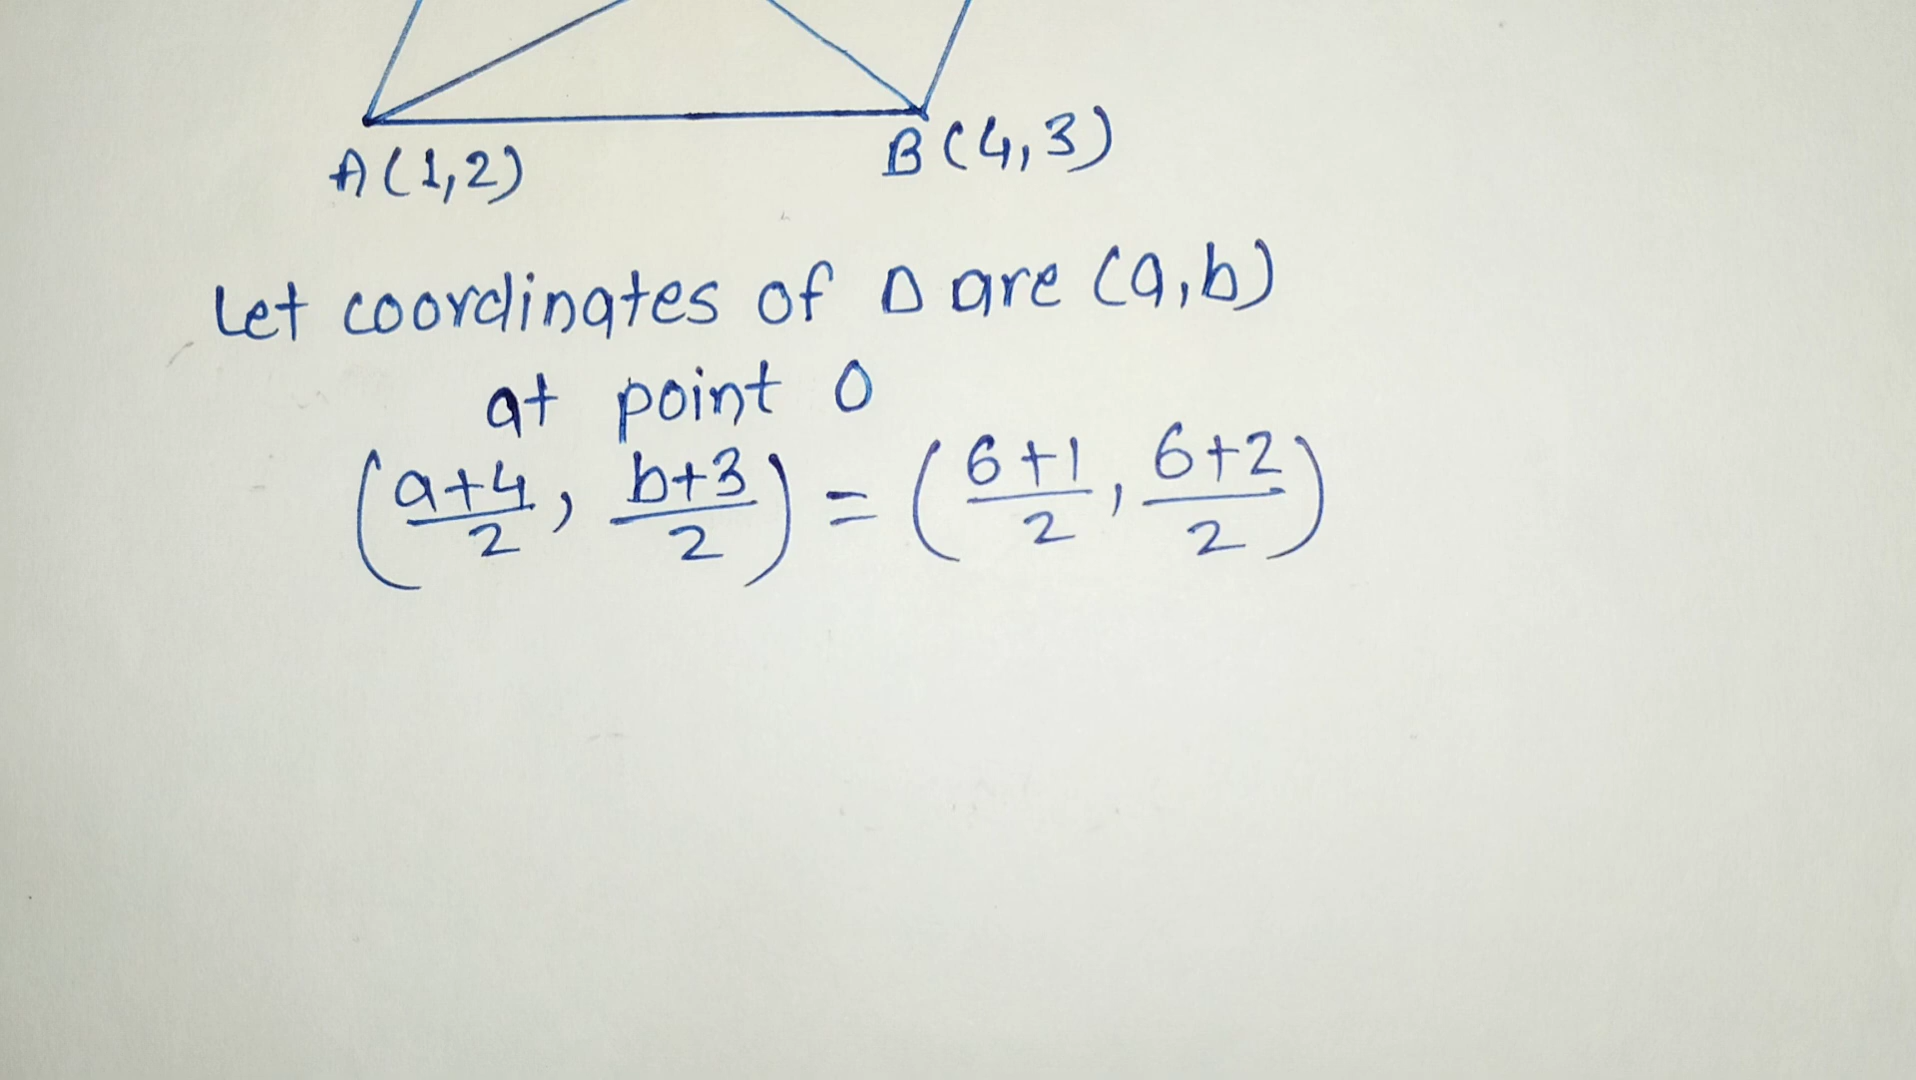 A(1,2) B(4,3)
Let coordinates of D are (a,b)
at point O
(a+4/2, b+3/2) = (6+1/2, 6+2/2)